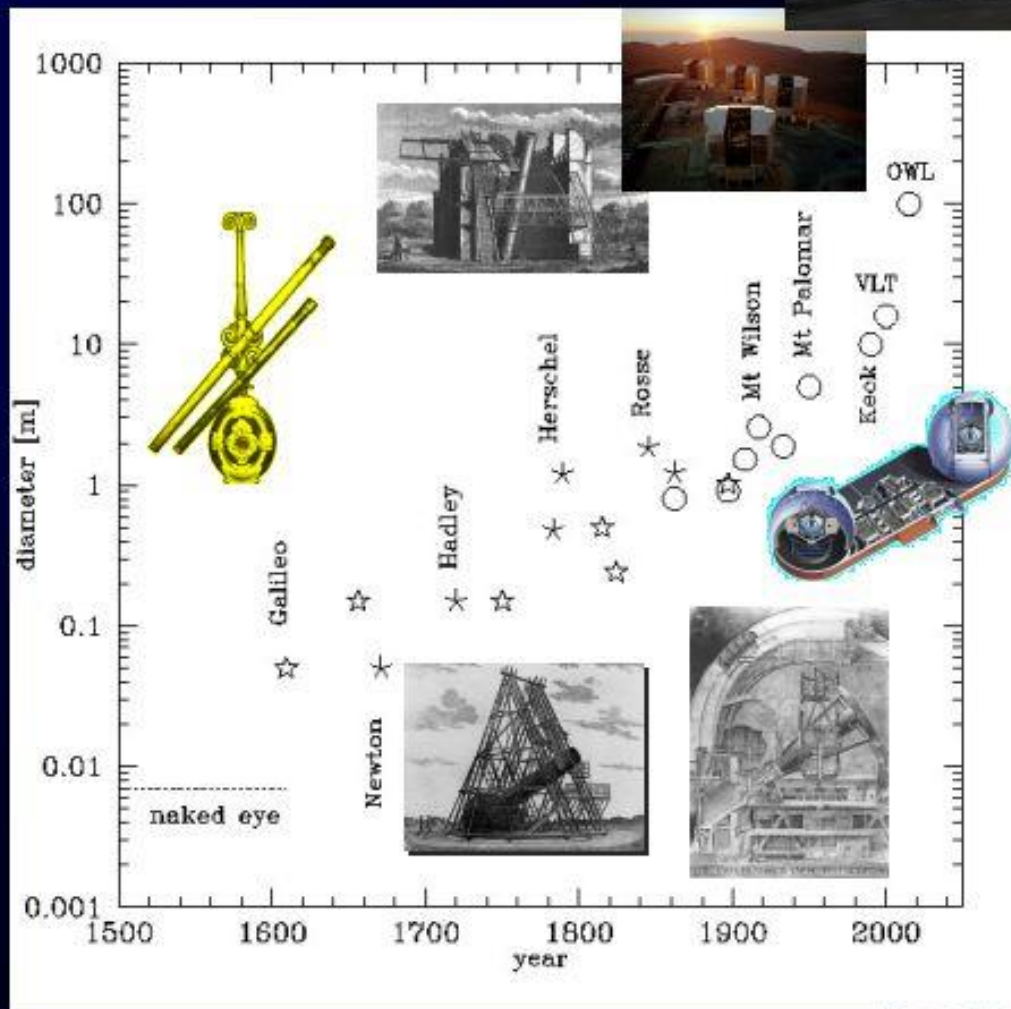 1000
100
10
1
0.1
0.01
0.001
diameter [m]
1500
1600
1700
1800
1900
2000
year
naked eye
Galileo
Newton
Hadley
Herschel
Rosse
Mt Wilson
Mt Palomar
Keck
VLT
OWL